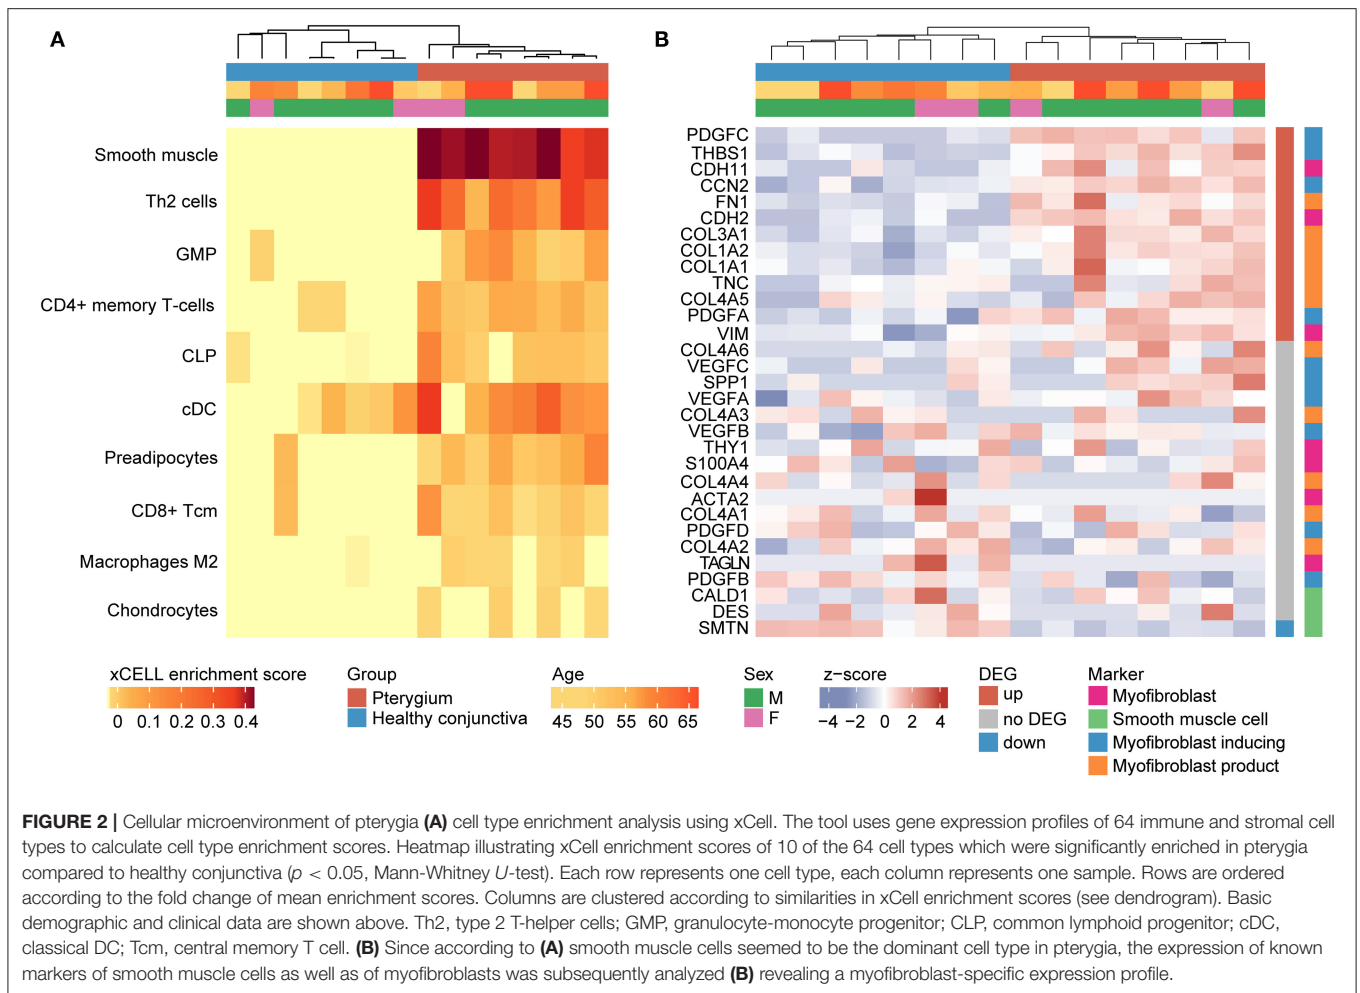 A
B
Smooth muscle
Th2 cells
GMP
CD4+ memory T-cells
CLP
cDC
Preadipocytes
CD8+ Tcm
Macrophages M2
Chondrocytes
PDGFC
THBS1
CDH11
CCN2
FN1
CDH2
COL3A1
COL1A2
COL1A1
TNC
COL4A5
PDGFA
VIM
COL4A6
VEGFC
SPP1
VEGFA
COL4A3
VEGFB
THY1
S100A4
COL4A4
ACTA2
COL4A1
PDGFD
COL4A2
TAGLN
PDGFB
CALD1
DES
SMTN
xCELL enrichment score
0 0.1 0.2 0.3 0.4
Group
Pterygium
Healthy conjunctiva
Age
45 50 55 60 65
Sex
M
F
z−score
−4 −2 0 2 4
DEG
up
no DEG
down
Marker
Myofibroblast
Smooth muscle cell
Myofibroblast inducing
Myofibroblast product
FIGURE 2 | Cellular microenvironment of pterygia (A) cell type enrichment analysis using xCell. The tool uses gene expression profiles of 64 immune and stromal cell
types to calculate cell type enrichment scores. Heatmap illustrating xCell enrichment scores of 10 of the 64 cell types which were significantly enriched in pterygia
compared to healthy conjunctiva (p < 0.05, Mann-Whitney U-test). Each row represents one cell type, each column represents one sample. Rows are ordered
according to the fold change of mean enrichment scores. Columns are clustered according to similarities in xCell enrichment scores (see dendrogram). Basic
demographic and clinical data are shown above. Th2, type 2 T-helper cells; GMP, granulocyte-monocyte progenitor; CLP, common lymphoid progenitor; cDC,
classical DC; Tcm, central memory T cell. (B) Since according to (A) smooth muscle cells seemed to be the dominant cell type in pterygia, the expression of known
markers of smooth muscle cells as well as of myofibroblasts was subsequently analyzed (B) revealing a myofibroblast-specific expression profile.